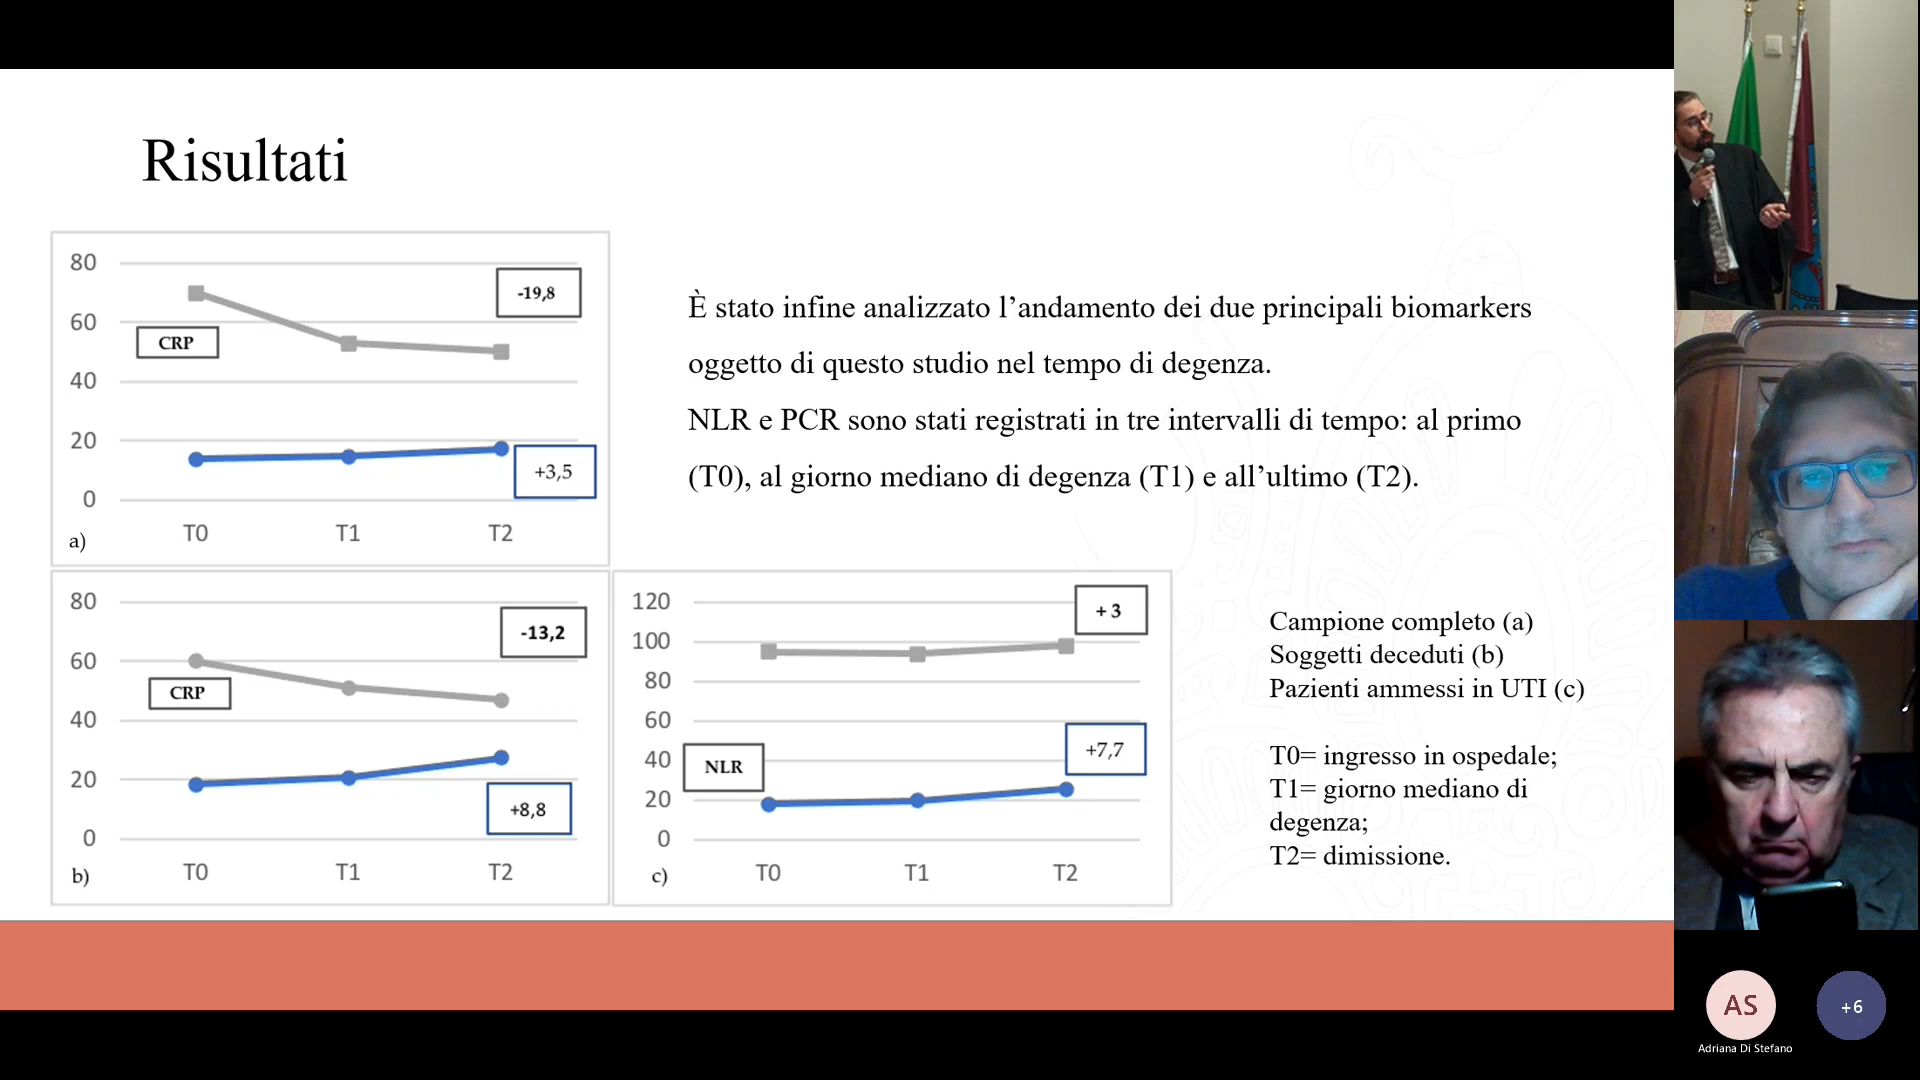 Risultati
80
60
40
20
0
-19,8
CRP
+3,5
T0 T1 T2
a)
È stato infine analizzato l’andamento dei due principali biomarkers
oggetto di questo studio nel tempo di degenza.
NLR e PCR sono stati registrati in tre intervalli di tempo: al primo
(T0), al giorno mediano di degenza (T1) e all’ultimo (T2).
80
60
40
20
0
-13,2
CRP
+8,8
T0 T1 T2
b)
120
100
80
60
40
20
0
+ 3
NLR
+7,7
T0 T1 T2
c)
Campione completo (a)
Soggetti deceduti (b)
Pazienti ammessi in UTI (c)
T0= ingresso in ospedale;
T1= giorno mediano di
degenza;
T2= dimissione.
AS
+6
Adriana Di Stefano